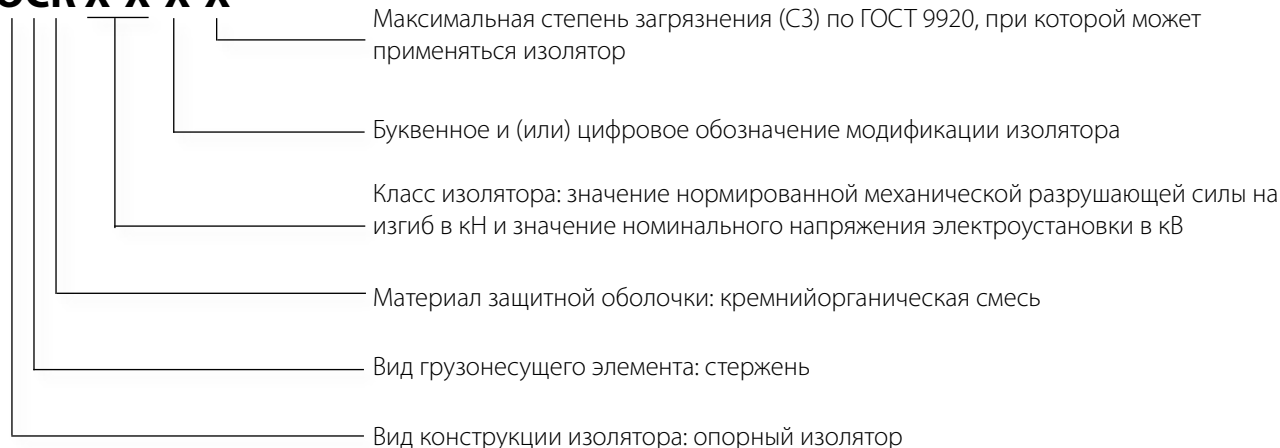 ОСК Х-Х-Х-Х
Максимальная степень загрязнения (СЗ) по ГОСТ 9920, при которой может
применяться изолятор
Буквенное и (или) цифровое обозначение модификации изолятора
Класс изолятора: значение нормированной механической разрушающей силы на
изгиб в кН и значение номинального напряжения электроустановки в кВ
Материал защитной оболочки: кремнийорганическая смесь
Вид грузонесущего элемента: стержень
Вид конструкции изолятора: опорный изолятор